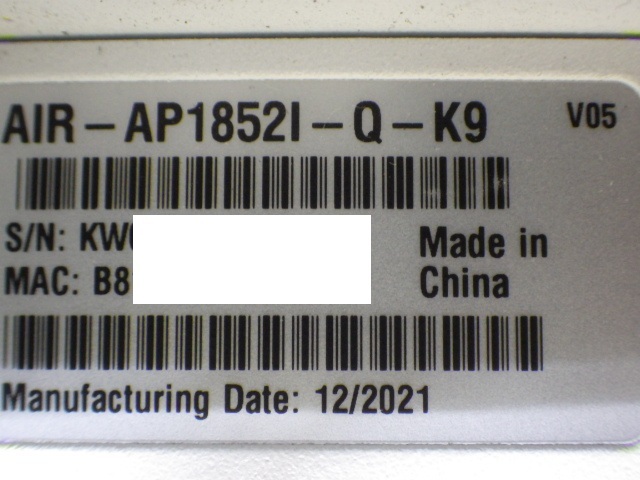 AIR-AP1852I-Q-K9 V05
S/N: KW
MAC: B8
Made in
China
Manufacturing Date: 12/2021